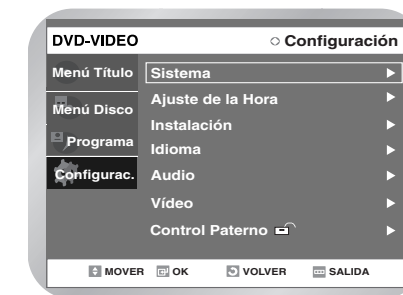 DVD-VIDEO
Configuración
Menú Título
Menú Disco
Programa
Configurac.
Sistema
Ajuste de la Hora
Instalación
Idioma
Audio
Vídeo
Control Paterno
MOVER OK VOLVER SALIDA